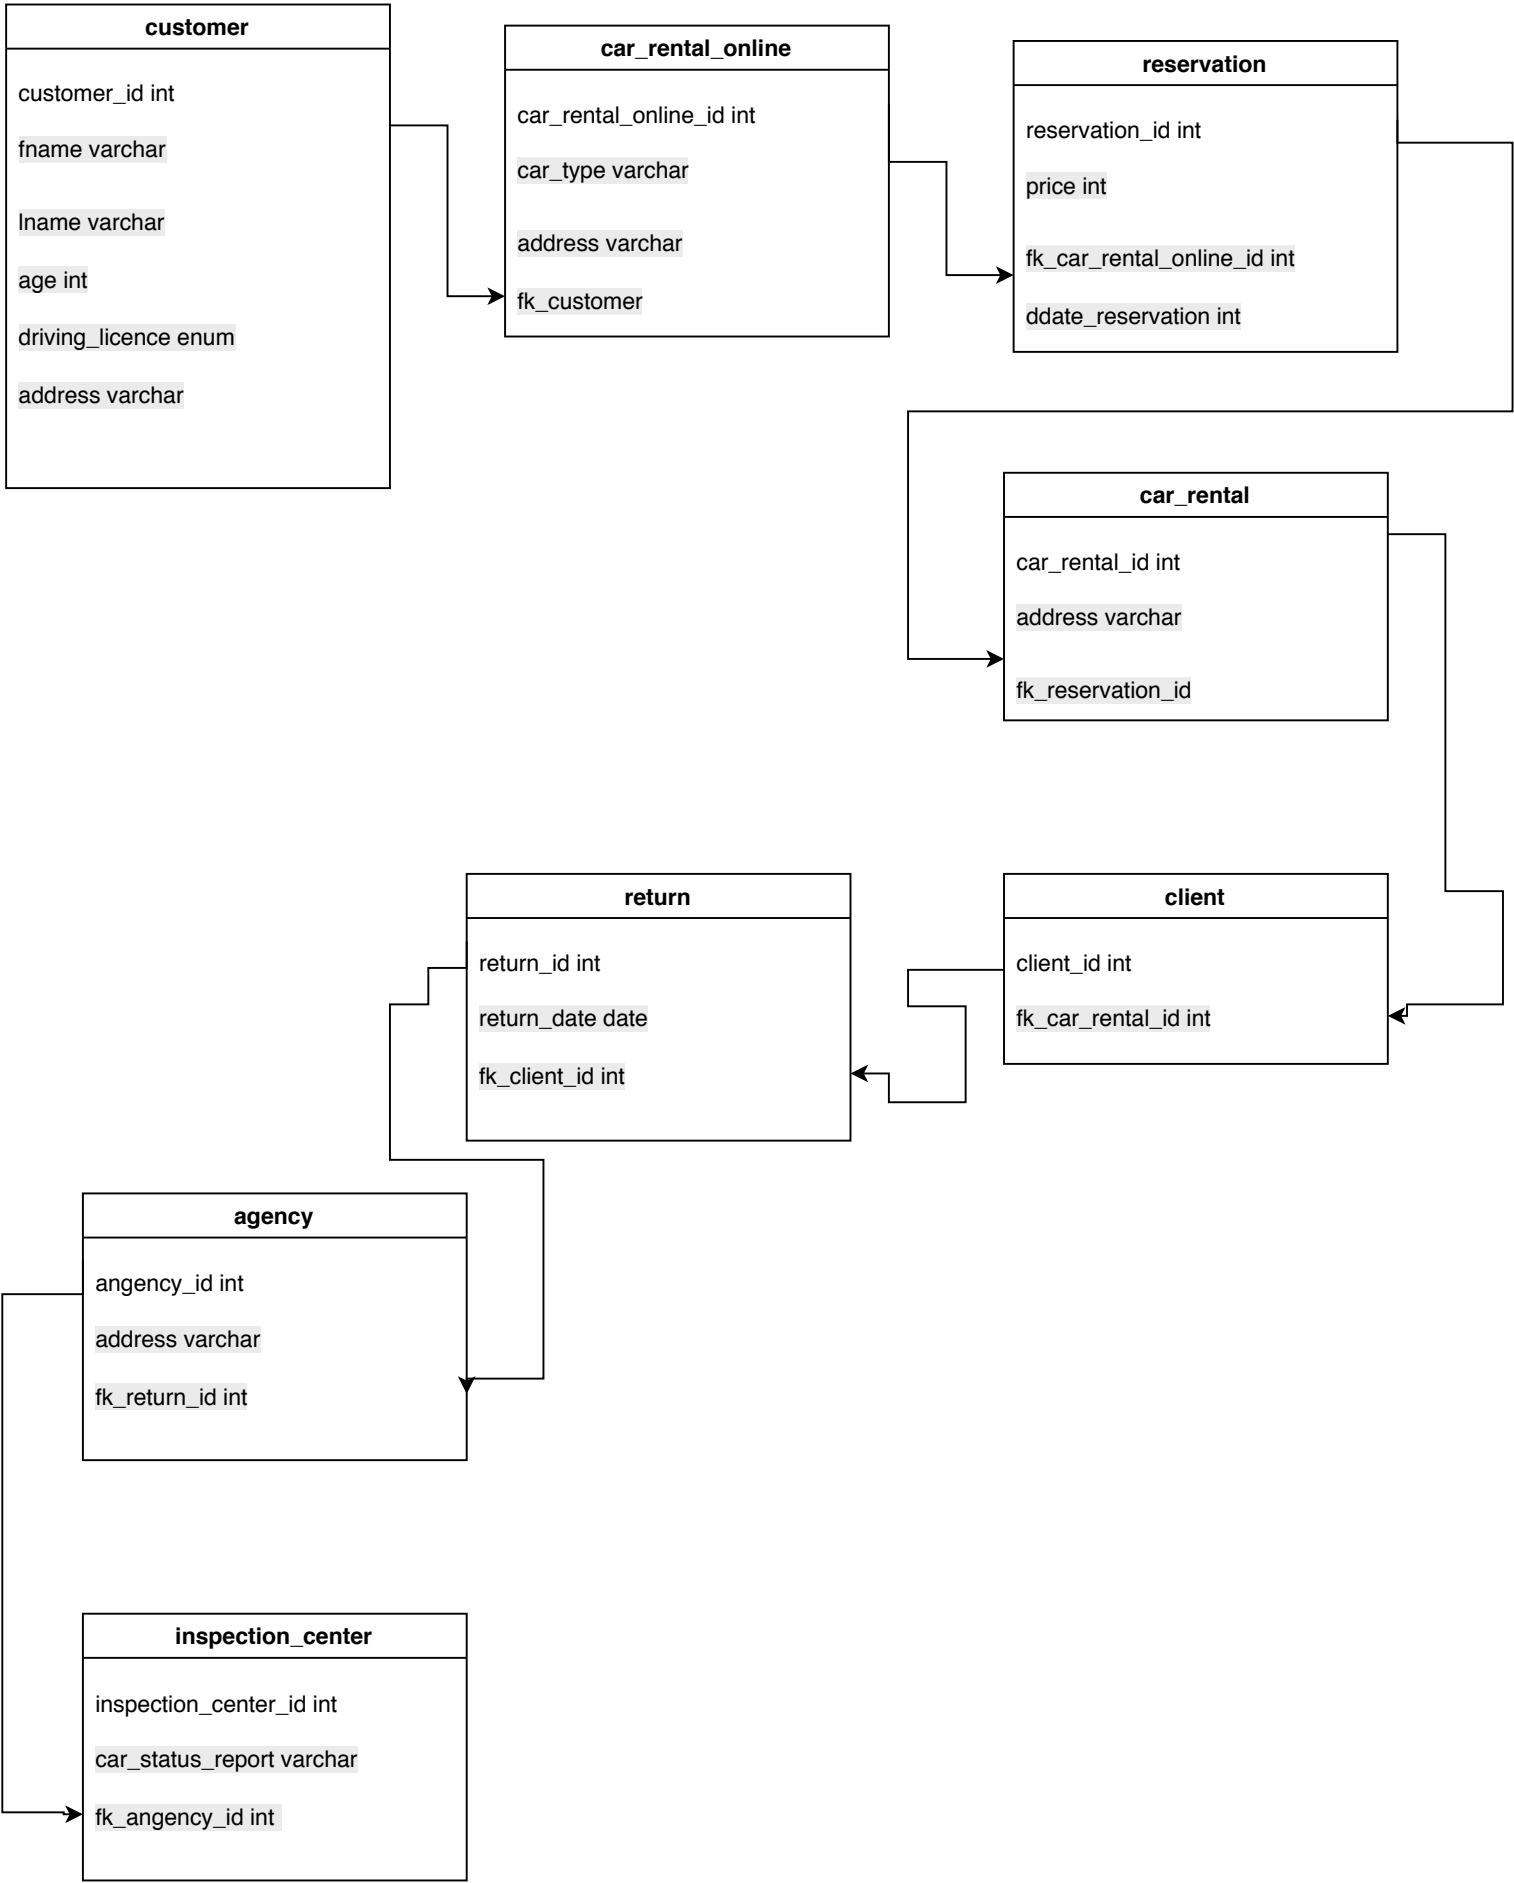 customer
customer_id int
fname varchar
lname varchar
age int
driving_licence enum
address varchar
car_rental_online
car_rental_online_id int
car_type varchar
address varchar
fk_customer
reservation
reservation_id int
price int
fk_car_rental_online_id int
ddate_reservation int
car_rental
car_rental_id int
address varchar
fk_reservation_id
client
client_id int
fk_car_rental_id int
return
return_id int
return_date date
fk_client_id int
agency
angency_id int
address varchar
fk_return_id int
inspection_center
inspection_center_id int
car_status_report varchar
fk_angency_id int